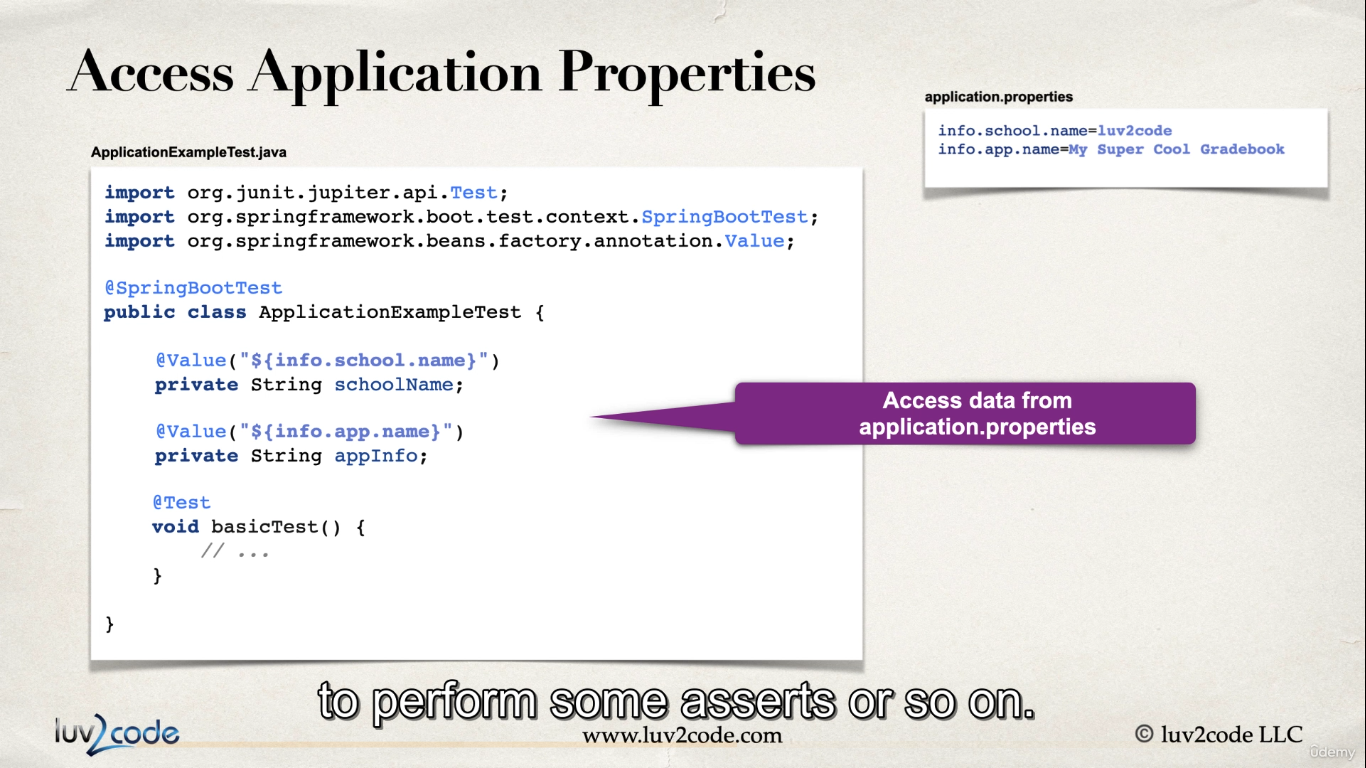 Access Application Properties
application.properties
info.school.name=luv2code
info.app.name=My Super Cool Gradebook
ApplicationExampleTest.java
import org.junit.jupiter.api.Test;
import org.springframework.boot.test.context.SpringBootTest;
import org.springframework.beans.factory.annotation.Value;
@SpringBootTest
public class ApplicationExampleTest {
@Value("${info.school.name}")
private String schoolName;
@Value("${info.app.name}")
private String appInfo;
@Test
void basicTest() {
// ...
}
}
Access data from
application.properties
to perform some asserts or so on.
luv2code
www.luv2code.com
© luv2code LLC
ûdemy